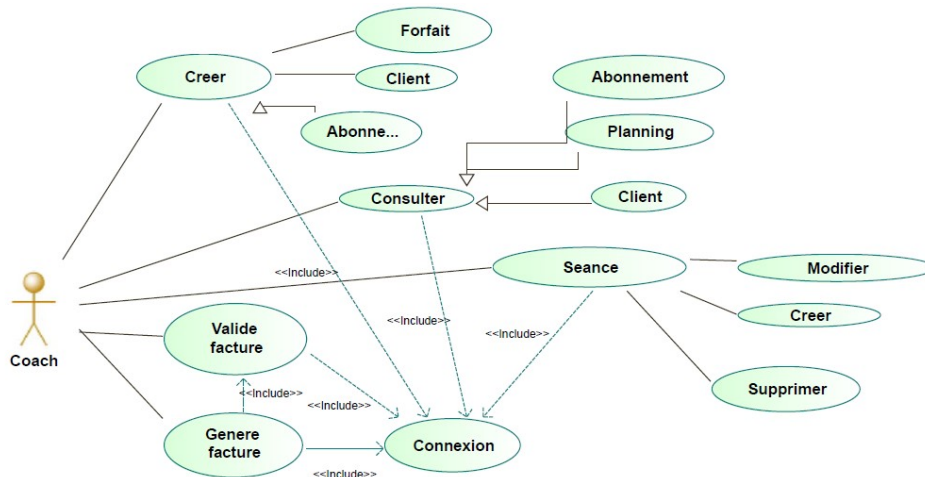 Forfait
Creer
Client
Abonnement
Abonne...
Planning
Consulter
Client
<<Include>>
Seance
Modifier
Creer
<<Include>>
<<Include>>
Valide
facture
Coach
Supprimer
<<Include>>
<<Include>>
Genere
facture
Connexion
<<Include>>